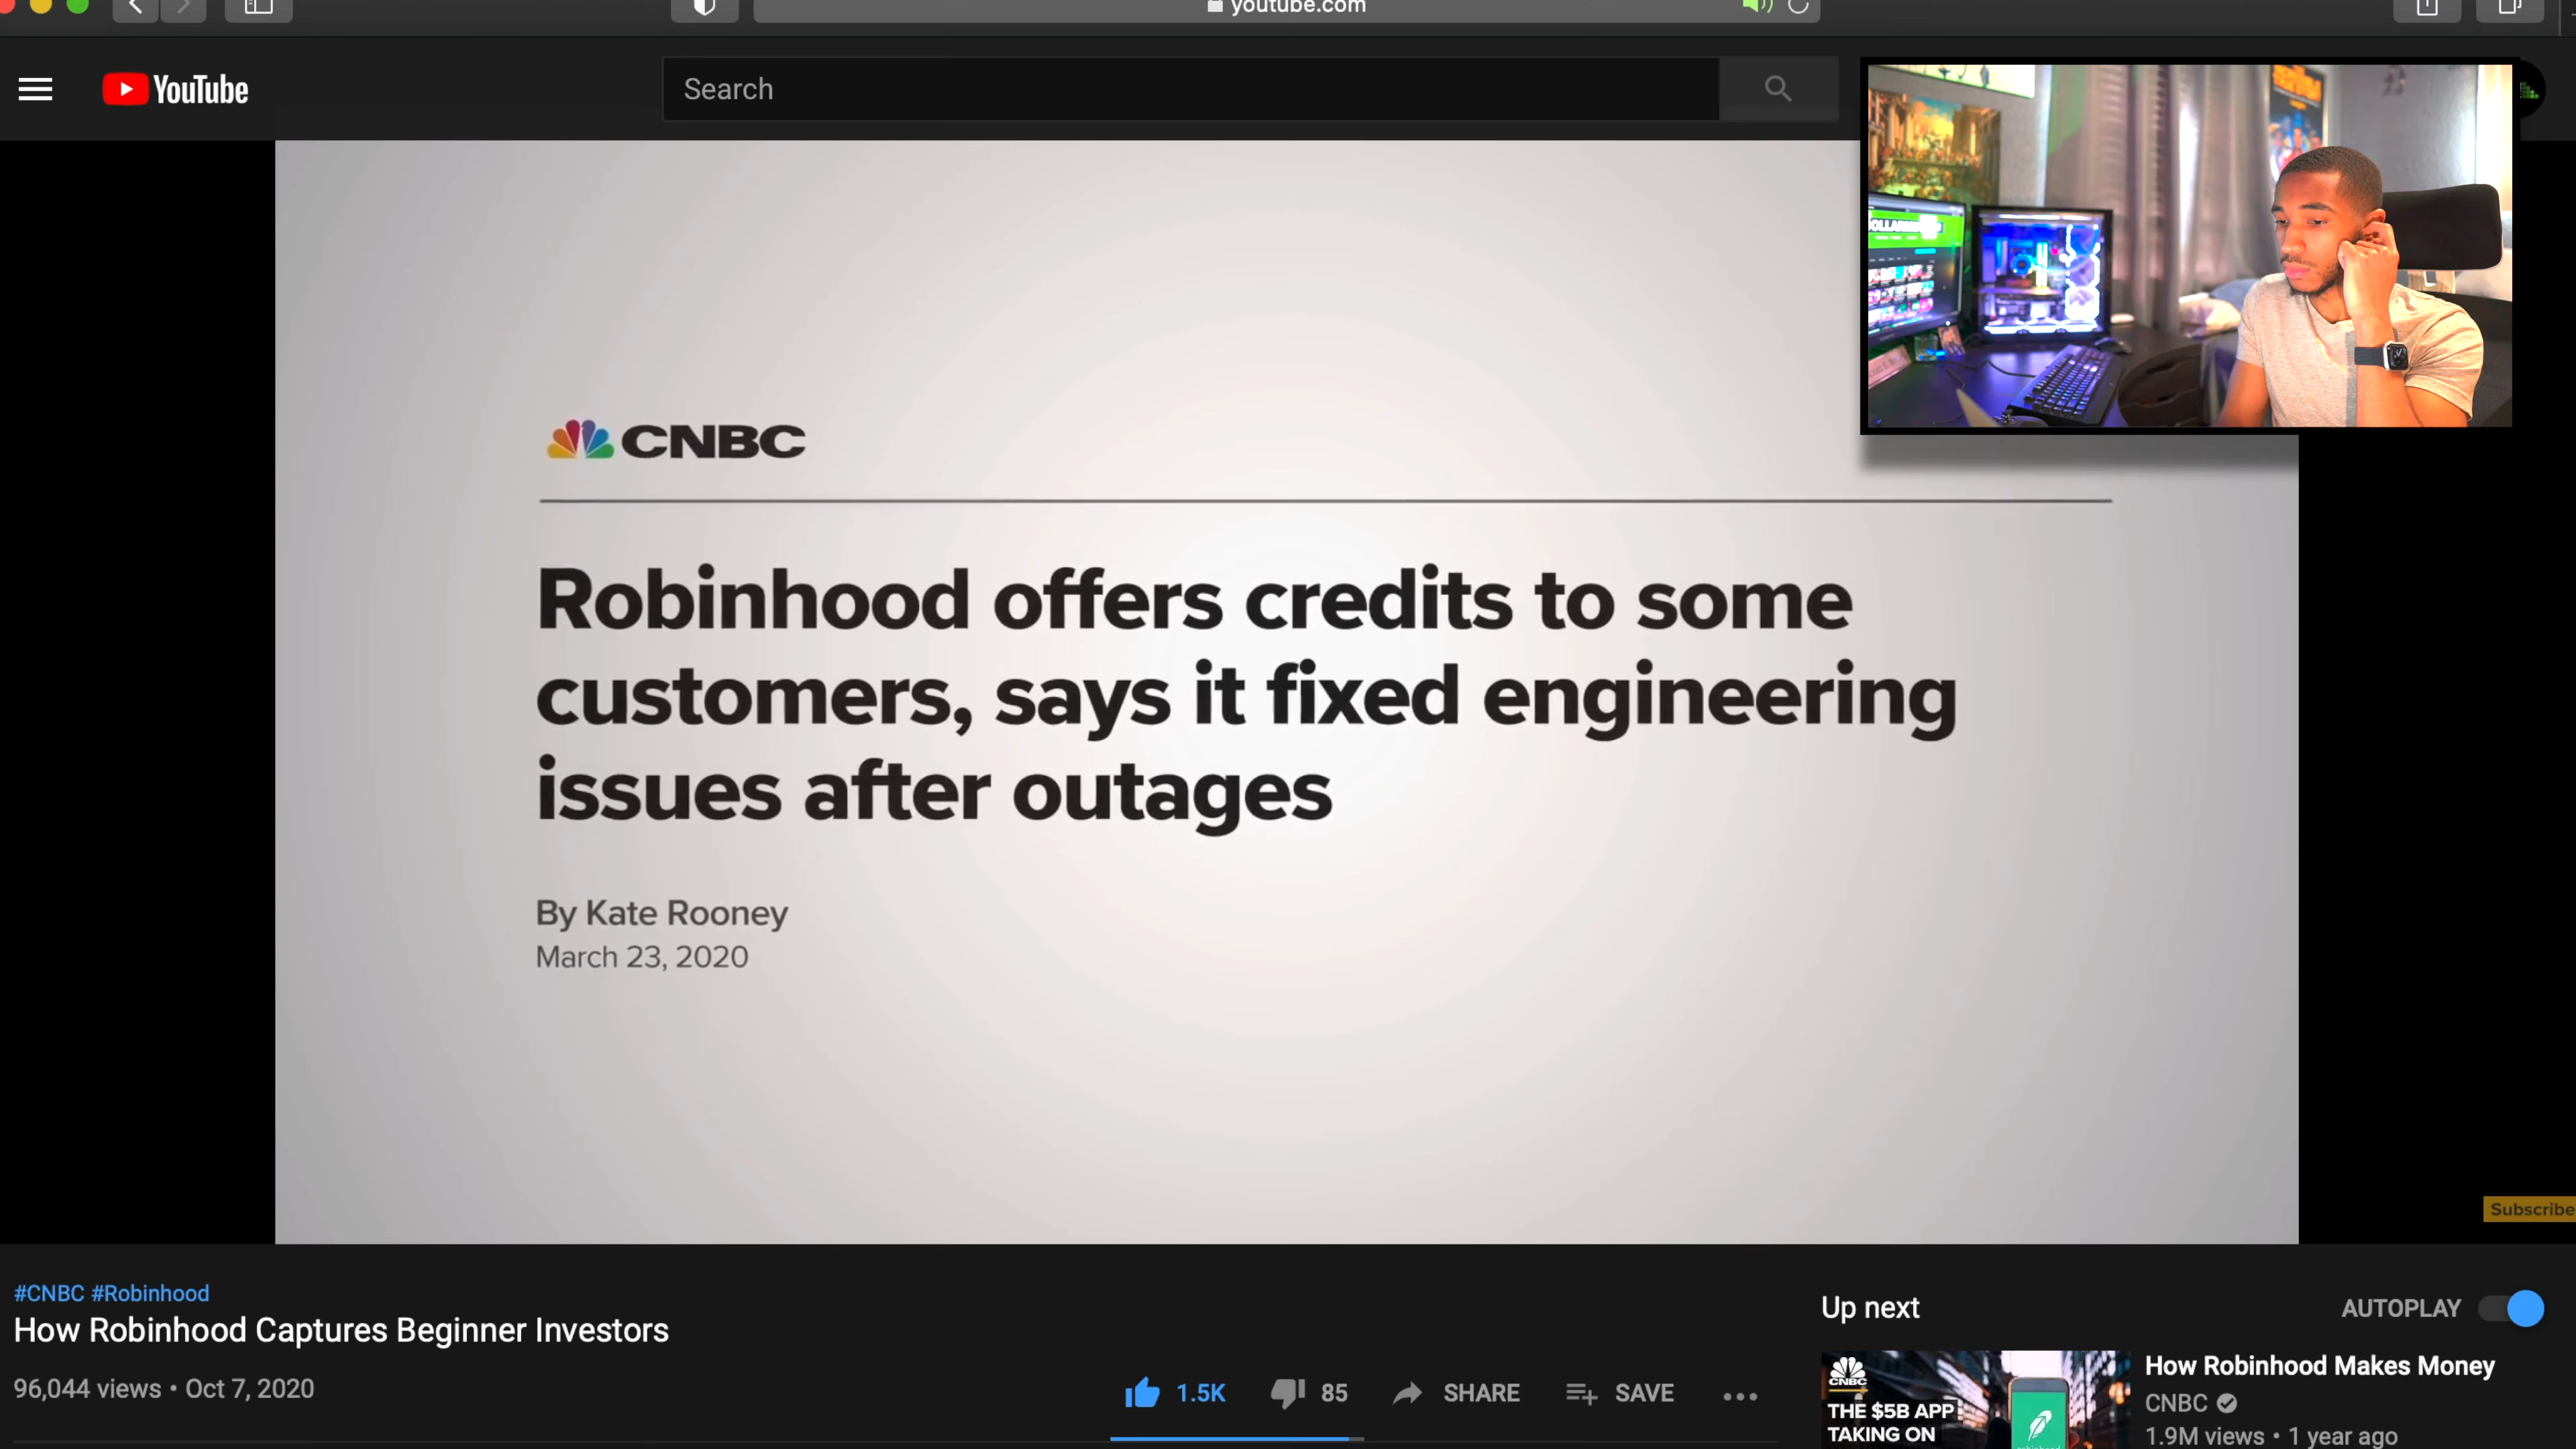 youtube.com
YouTube
Search
CNBC
Robinhood offers credits to some
customers, says it fixed engineering
issues after outages
By Kate Rooney
March 23, 2020
Subscribe
#CNBC #Robinhood
How Robinhood Captures Beginner Investors
96,044 views • Oct 7, 2020
1.5K
85
SHARE
SAVE
Up next
AUTOPLAY
CNBC
THE $5B APP
TAKING ON
How Robinhood Makes Money
CNBC
1.9M views • 1 year ago